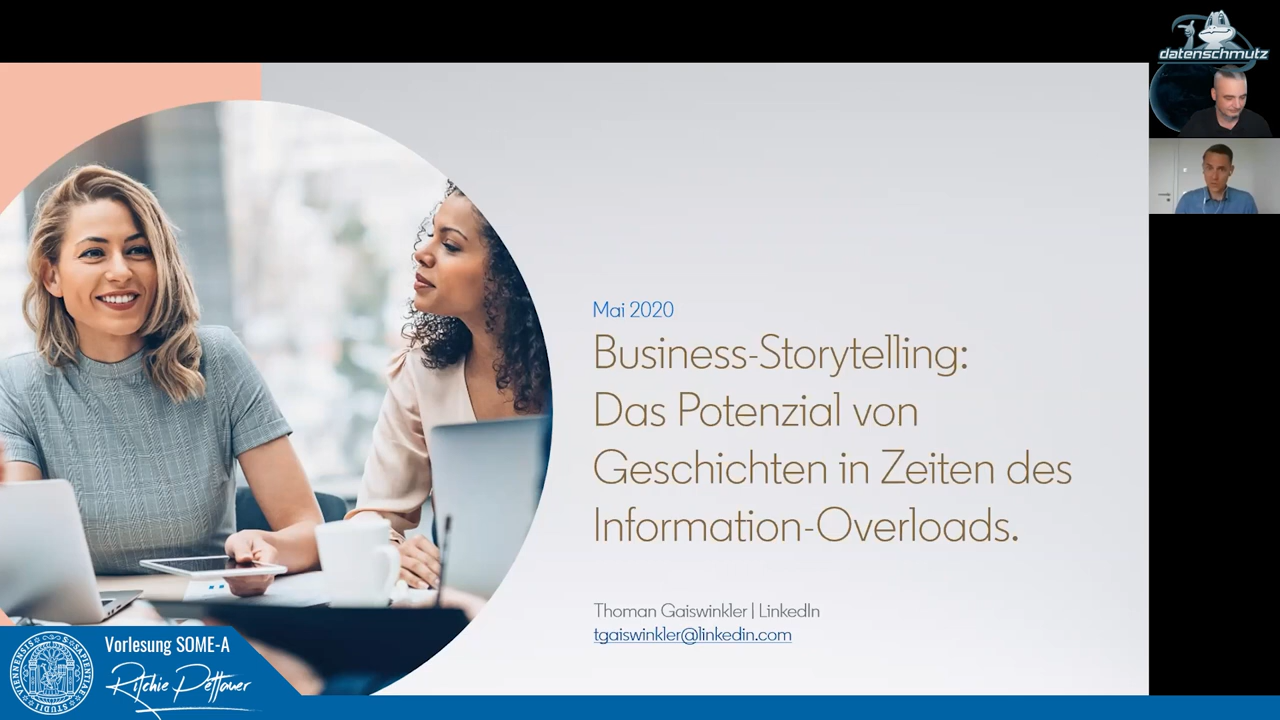 datenschmutz
Mai 2020
Business-Storytelling:
Das Potenzial von
Geschichten in Zeiten des
Information-Overloads.
Thoman Gaiswinkler | LinkedIn
tgaiswinkler@linkedin.com
Vorlesung SOME-A
Ritchie Pettauer